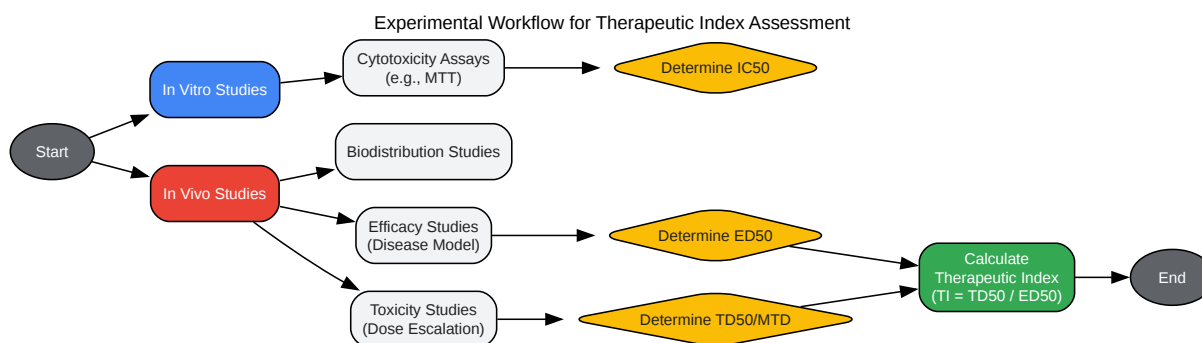 Experimental Workflow for Therapeutic Index Assessment
Start
In Vitro Studies
In Vivo Studies
Cytotoxicity Assays
(e.g., MTT)
Determine IC50
Biodistribution Studies
Efficacy Studies
(Disease Model)
Determine ED50
Toxicity Studies
(Dose Escalation)
Determine TD50/MTD
Calculate
Therapeutic Index
(TI = TD50 / ED50)
End